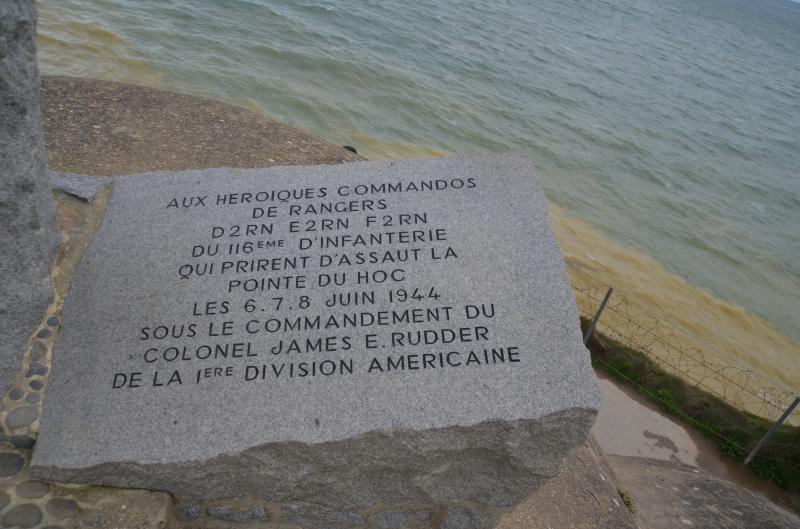 AUX HEROIQUES COMMANDOS
DE RANGERS
D2RN E2RN F2RN
DU 116EME D'INFANTERIE
QUI PRIRENT D'ASSAUT LA
POINTE DU HOC
LES 6.7.8 JUIN 1944
SOUS LE COMMANDEMENT DU
COLONEL JAMES E. RUDDER
DE LA 1ERE DIVISION AMERICAINE